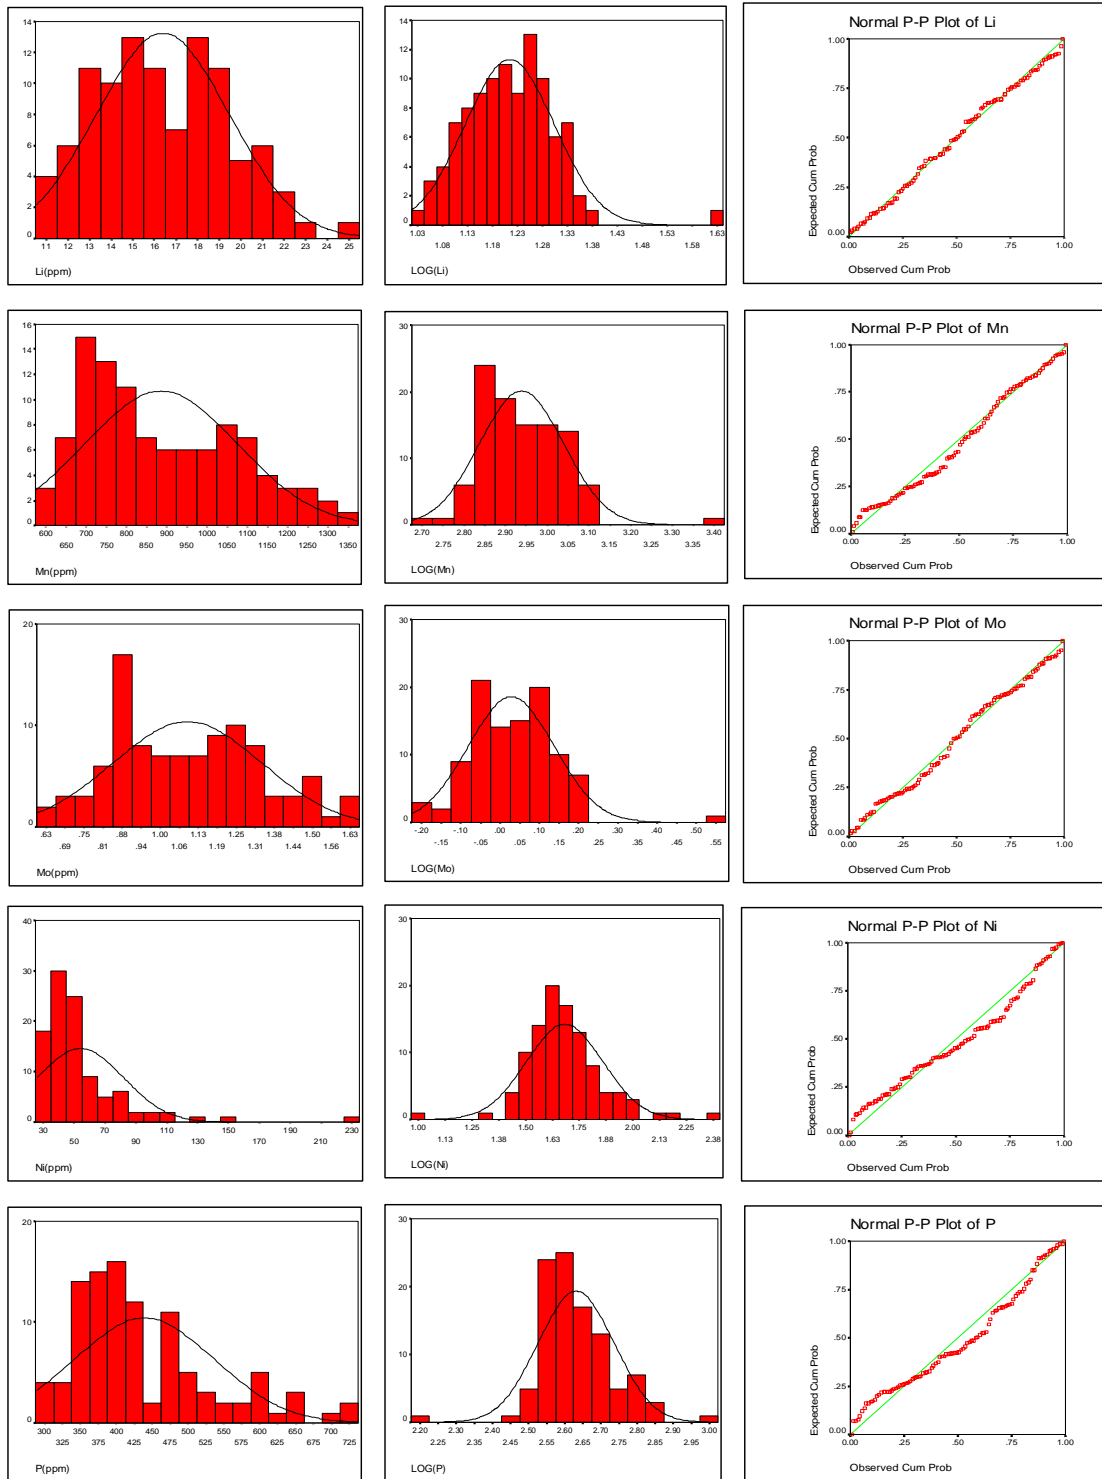 14
12
10
8
6
4
2
0
11 12 13 14 15 16 17 18 19 20 21 22 23 24 25
Li(ppm)
14
13
11
10
8
7
6
4
3
1
0
1.03 1.13 1.23 1.33 1.43 1.53 1.63
1.08 1.18 1.28 1.38 1.48 1.58
LOG(Li)
Normal P-P Plot of Li
1.00
.75
.50
.25
0.00
Expected Cum Prob
0.00 .25 .50 .75 1.00
Observed Cum Prob
16
14
12
10
8
6
4
2
0
600 700 800 900 1000 1100 1200 1300
650 750 850 950 1050 1150 1250 1350
Mn(ppm)
30
20
10
0
2.70 2.80 2.90 3.00 3.10 3.20 3.30 3.40
2.75 2.85 2.95 3.05 3.15 3.25 3.35
LOG(Mn)
Normal P-P Plot of Mn
1.00
.75
.50
.25
0.00
Expected Cum Prob
0.00 .25 .50 .75 1.00
Observed Cum Prob
20
10
0
.63 .75 .88 1.00 1.13 1.25 1.38 1.50 1.63
.69 .81 .94 1.06 1.19 1.31 1.44 1.56
Mo(ppm)
30
20
10
0
-.20 -.10 .00 .10 .20 .30 .40 .50
-.15 -.05 .05 .15 .25 .35 .45 .55
LOG(Mo)
Normal P-P Plot of Mo
1.00
.75
.50
.25
0.00
Expected Cum Prob
0.00 .25 .50 .75 1.00
Observed Cum Prob
40
30
20
10
0
30 70 110 150 190 230
50 90 130 170 210
Ni(ppm)
30
20
10
0
1.00 1.25 1.50 1.75 2.00 2.25
1.13 1.38 1.63 1.88 2.13 2.38
LOG(Ni)
Normal P-P Plot of Ni
1.00
.75
.50
.25
0.00
Expected Cum Prob
0.00 .25 .50 .75 1.00
Observed Cum Prob
20
10
0
300 350 400 450 500 550 600 650 700
325 375 425 475 525 575 625 675 725
P(ppm)
30
20
10
0
2.20 2.30 2.40 2.50 2.60 2.70 2.80 2.90 3.00
2.25 2.35 2.45 2.55 2.65 2.75 2.85 2.95
LOG(P)
Normal P-P Plot of P
1.00
.75
.50
.25
0.00
Expected Cum Prob
0.00 .25 .50 .75 1.00
Observed Cum Prob